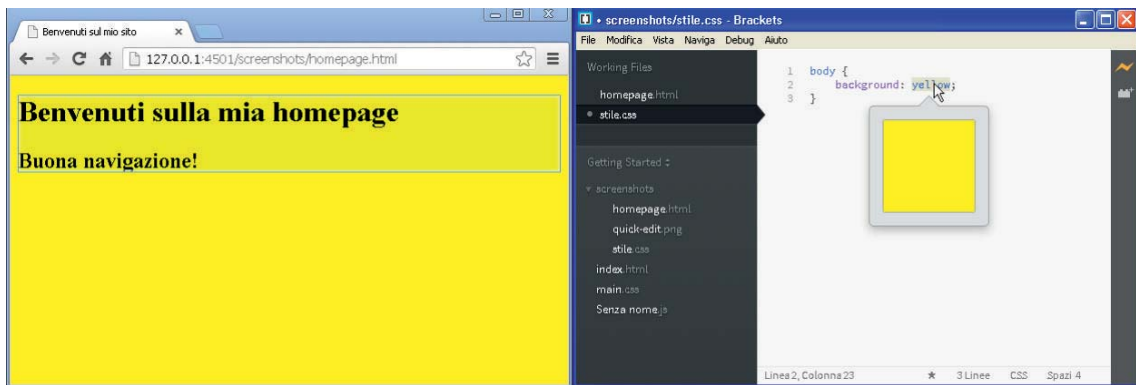 Benvenuti sul mio sito
127.0.0.1:4501/screenshots/homepage.html
Benvenuti sulla mia homepage
Buona navigazione!
• screenshots/stile.css - Brackets
File Modifica Vista Naviga Debug Aiuto
Working Files
homepage.html
stile.css
Getting Started
screenshots
homepage.html
quick-edit.png
stile.css
index.html
main.css
Senza nome.js
1 body {
2 background: yellow;
3 }
Linea 2, Colonna 23 3 Linee CSS Spazi 4